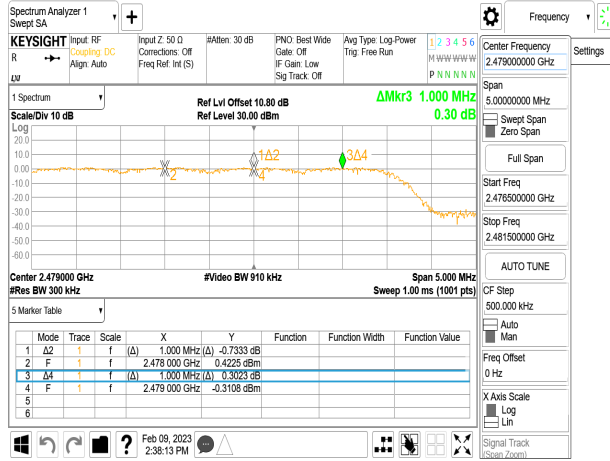 Spectrum Analyzer 1
Swept SA
Frequency
Settings
KEYSIGHT
R
Input: RF
Coupling: DC
Align: Auto
Input Z: 50 Ω
Corrections: Off
Freq Ref: Int (S)
#Atten: 30 dB
PNO: Best Wide
Gate: Off
IF Gain: Low
Sig Track: Off
Avg Type: Log-Power
Trig: Free Run
1 2 3 4 5 6
M W W W W W
P N N N N N
1 Spectrum
Scale/Div 10 dB
Ref Lvl Offset 10.80 dB
Ref Level 30.00 dBm
ΔMkr3 1.000 MHz
0.30 dB
Log
20.0
10.0
0.00
-10.0
-20.0
-30.0
-40.0
-50.0
-60.0
2
1Δ2
4
3Δ4
Center 2.479000 GHz
#Res BW 300 kHz
#Video BW 910 kHz
Span 5.000 MHz
Sweep 1.00 ms (1001 pts)
5 Marker Table
Mode Trace Scale X Y Function Function Width Function Value
1 Δ2 1 f (Δ) 1.000 MHz (Δ) -0.7333 dB
2 F 1 f 2.478 000 GHz 0.4225 dBm
3 Δ4 1 f (Δ) 1.000 MHz (Δ) 0.3023 dB
4 F 1 f 2.479 000 GHz -0.3108 dBm
5
6
Feb 09, 2023
2:38:13 PM
Center Frequency
2.479000000 GHz
Span
5.00000000 MHz
Swept Span
Zero Span
Full Span
Start Freq
2.476500000 GHz
Stop Freq
2.481500000 GHz
AUTO TUNE
CF Step
500.000 kHz
Auto
Man
Freq Offset
0 Hz
X Axis Scale
Log
Lin
Signal Track
(Span Zoom)